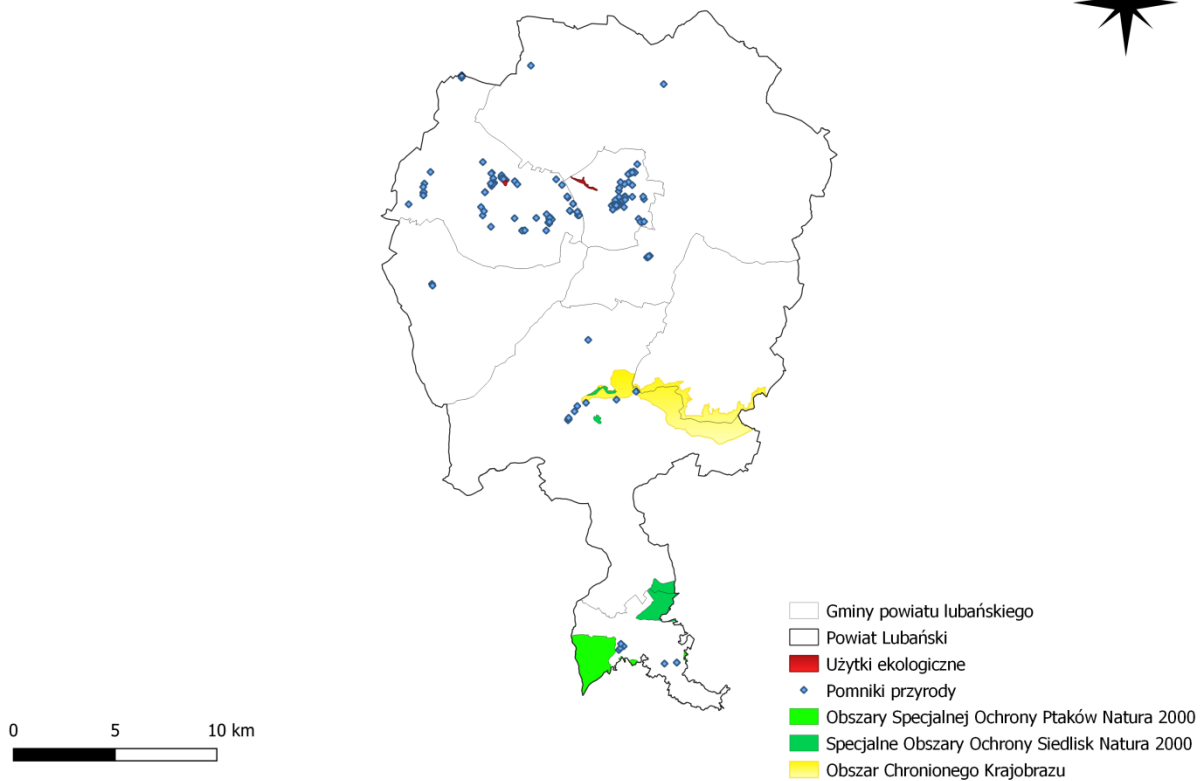 Gminy powiatu lubańskiego
Powiat Lubański
Użytki ekologiczne
Pomniki przyrody
Obszary Specjalnej Ochrony Ptaków Natura 2000
Specjalne Obszary Ochrony Siedlisk Natura 2000
Obszar Chronionego Krajobrazu
0 5 10 km